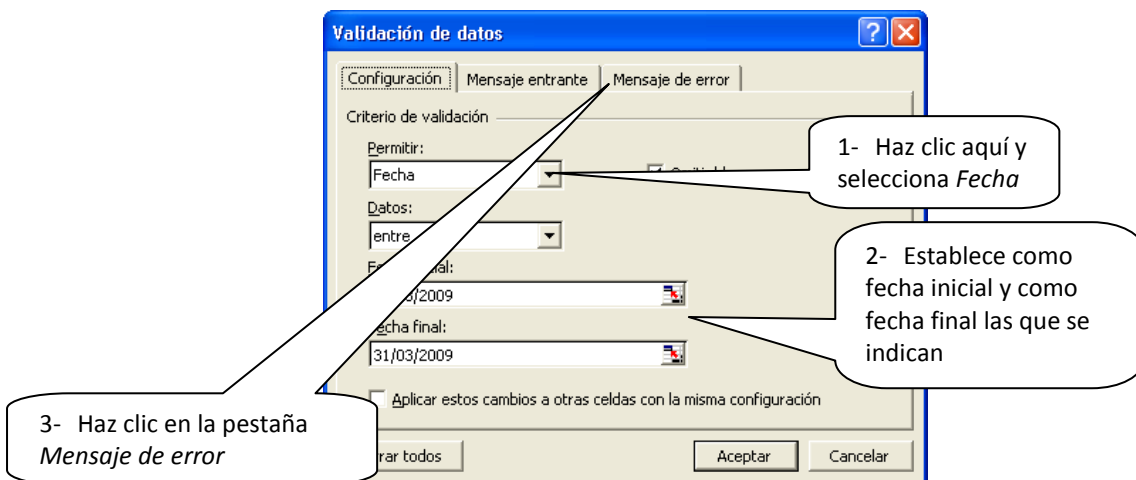 Validación de datos
Configuración Mensaje entrante Mensaje de error
Criterio de validación
Permitir:
Fecha
1- Haz clic aquí y
selecciona Fecha
Datos:
entre
2- Establece como
fecha inicial y como
fecha final las que se
indican
/2009
echa final:
31/03/2009
Aplicar estos cambios a otras celdas con la misma configuración
3- Haz clic en la pestaña
Mensaje de error
rar todos Aceptar Cancelar